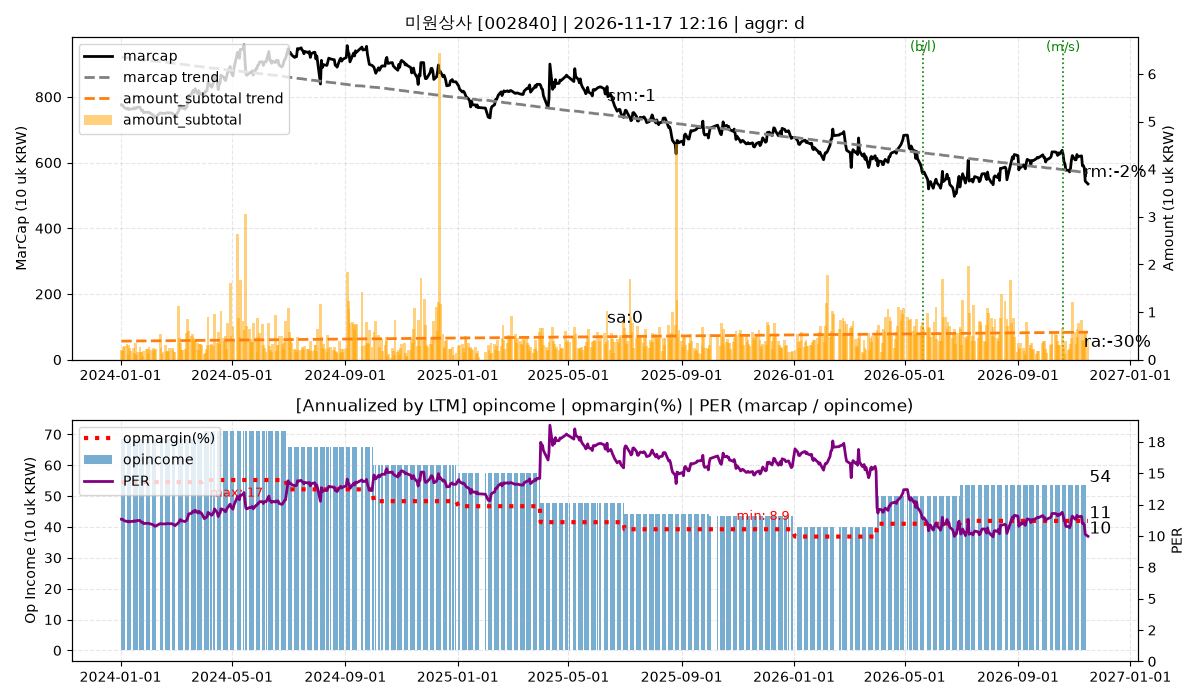 미원상사 [002840] | 2026-11-17 12:16 | aggr: d
marcap
marcap trend
amount_subtotal trend
amount_subtotal
(b/l)
(m/s)
sm:-1
rm:-2%
sa:0
ra:-30%
MarCap (10 uk KRW)
0
200
400
600
800
Amount (10 uk KRW)
0
1
2
3
4
5
6
2024-01-01 2024-05-01 2024-09-01 2025-01-01 2025-05-01 2025-09-01 2026-01-01 2026-05-01 2026-09-01 2027-01-01
[Annualized by LTM] opincome | opmargin(%) | PER (marcap / opincome)
opmargin(%)
opincome
PER
max: 17
min: 8.9
54
11
10
Op Income (10 uk KRW)
0
10
20
30
40
50
60
70
PER
0
2
5
8
10
12
15
18
2024-01-01 2024-05-01 2024-09-01 2025-01-01 2025-05-01 2025-09-01 2026-01-01 2026-05-01 2026-09-01 2027-01-01